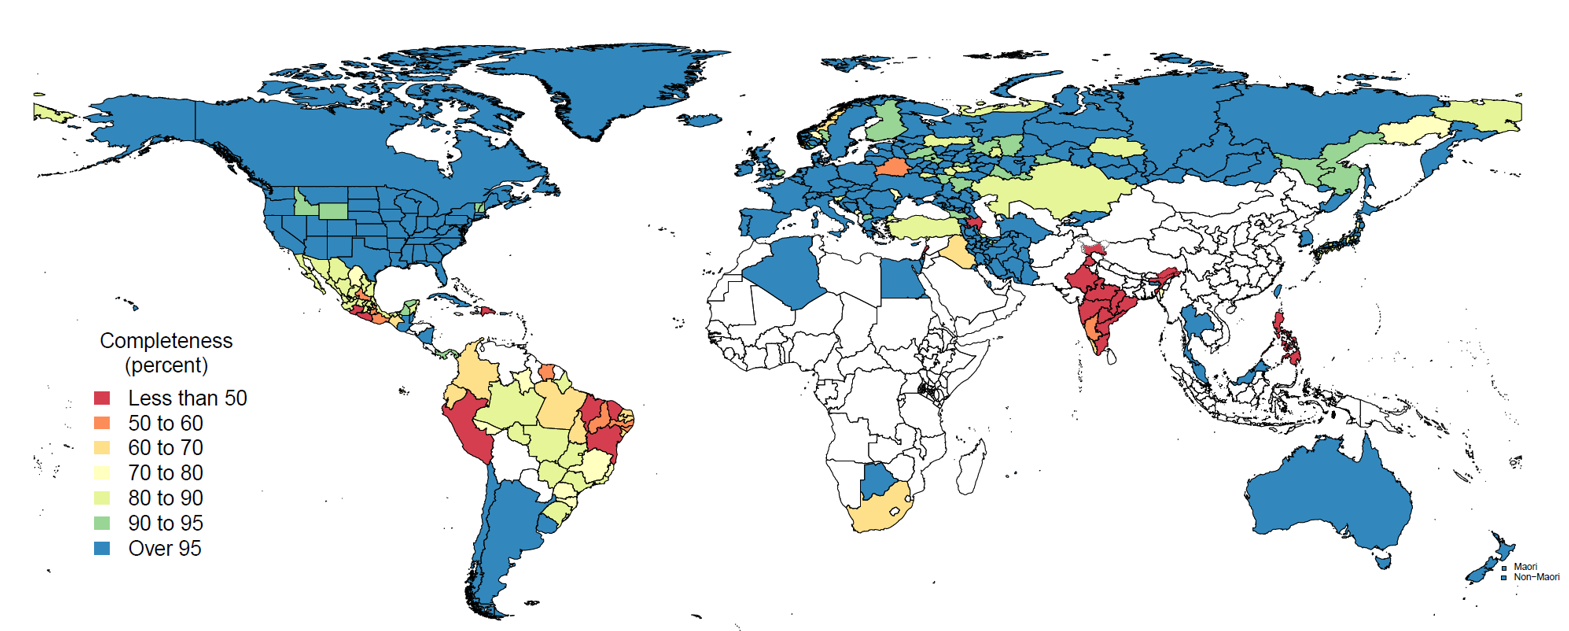 Completeness
(percent)
Less than 50
50 to 60
60 to 70
70 to 80
80 to 90
90 to 95
Over 95
Maori
Non−Maori